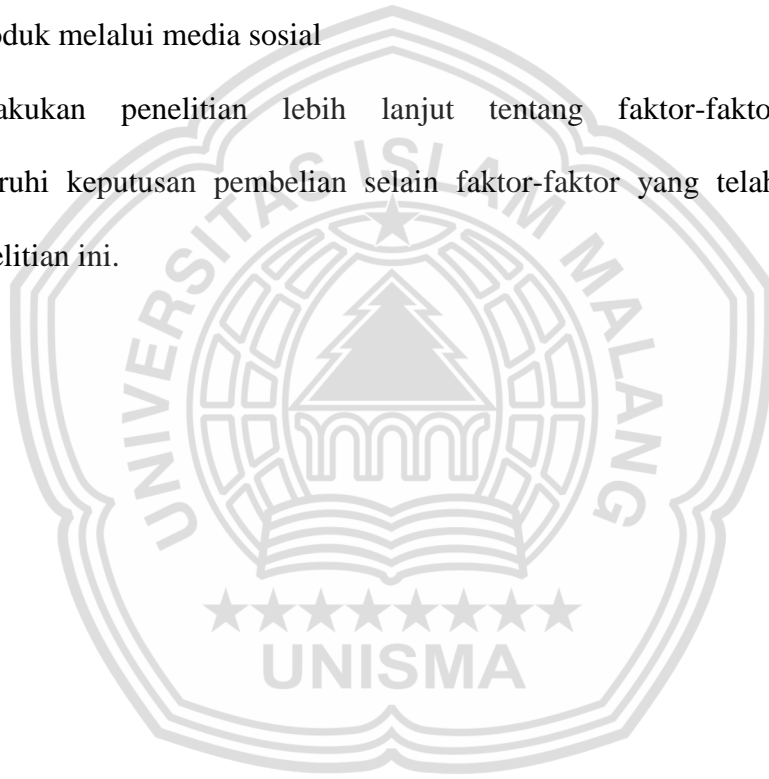 oduk melalui media sosial
akukan penelitian lebih lanjut tentang faktor-fakto
ruhi keputusan pembelian selain faktor-faktor yang telah
elitian ini.
UNIVERSITAS ISLAM MALANG
UNISMA